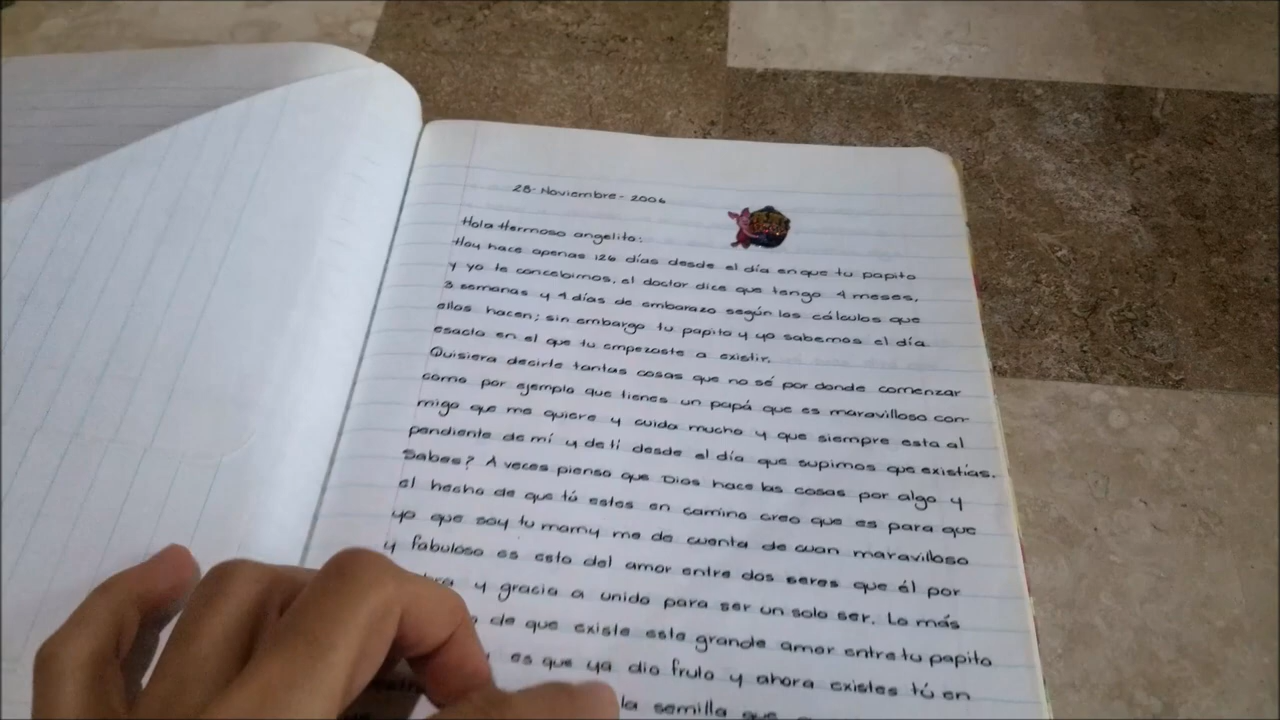 28-Noviembre-2006
Hola Hermoso angelito:
Hoy hace apenas 126 días desde el día en que tu papito
y yo te concebimos, el doctor dice que tengo 4 meses,
3 semanas y 4 días de embarazo según los cálculos que
ellos hacen; sin embargo tu papito y yo sabemos el día
esacto en el que tu empezaste a existir.
Quisiera decirte tantas cosas que no sé por donde comenzar
como por ejemplo que tienes un papá que es maravilloso con-
migo que me quiere y cuida mucho y que siempre esta al
pendiente de mí y de ti desde el día que supimos que existías.
Sabes? A veces pienso que Dios hace las cosas por algo y
el hecho de que tú estes en camino creo que es para que
yo que soy tu mamy me de cuenta de cuan maravilloso
y fabuloso es esto del amor entre dos seres que él por
y gracia a unido para ser un solo ser. Lo más
de que existe este grande amor entre tu papito
es que ya dio fruto y ahora existes tú en
la semilla que